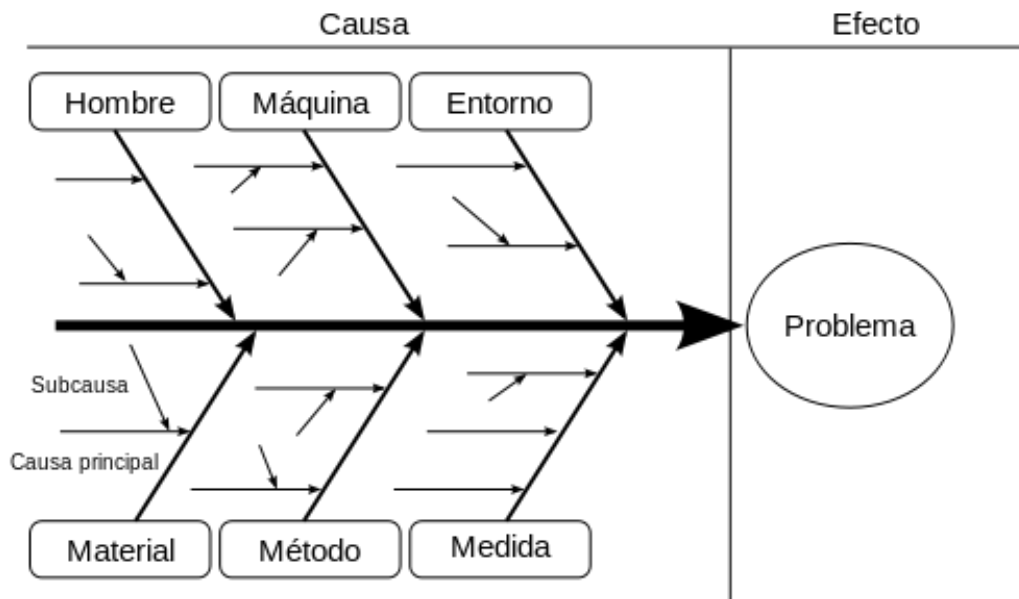 Causa
Efecto
Hombre
Máquina
Entorno
Problema
Subcausa
Causa principal
Material
Método
Medida